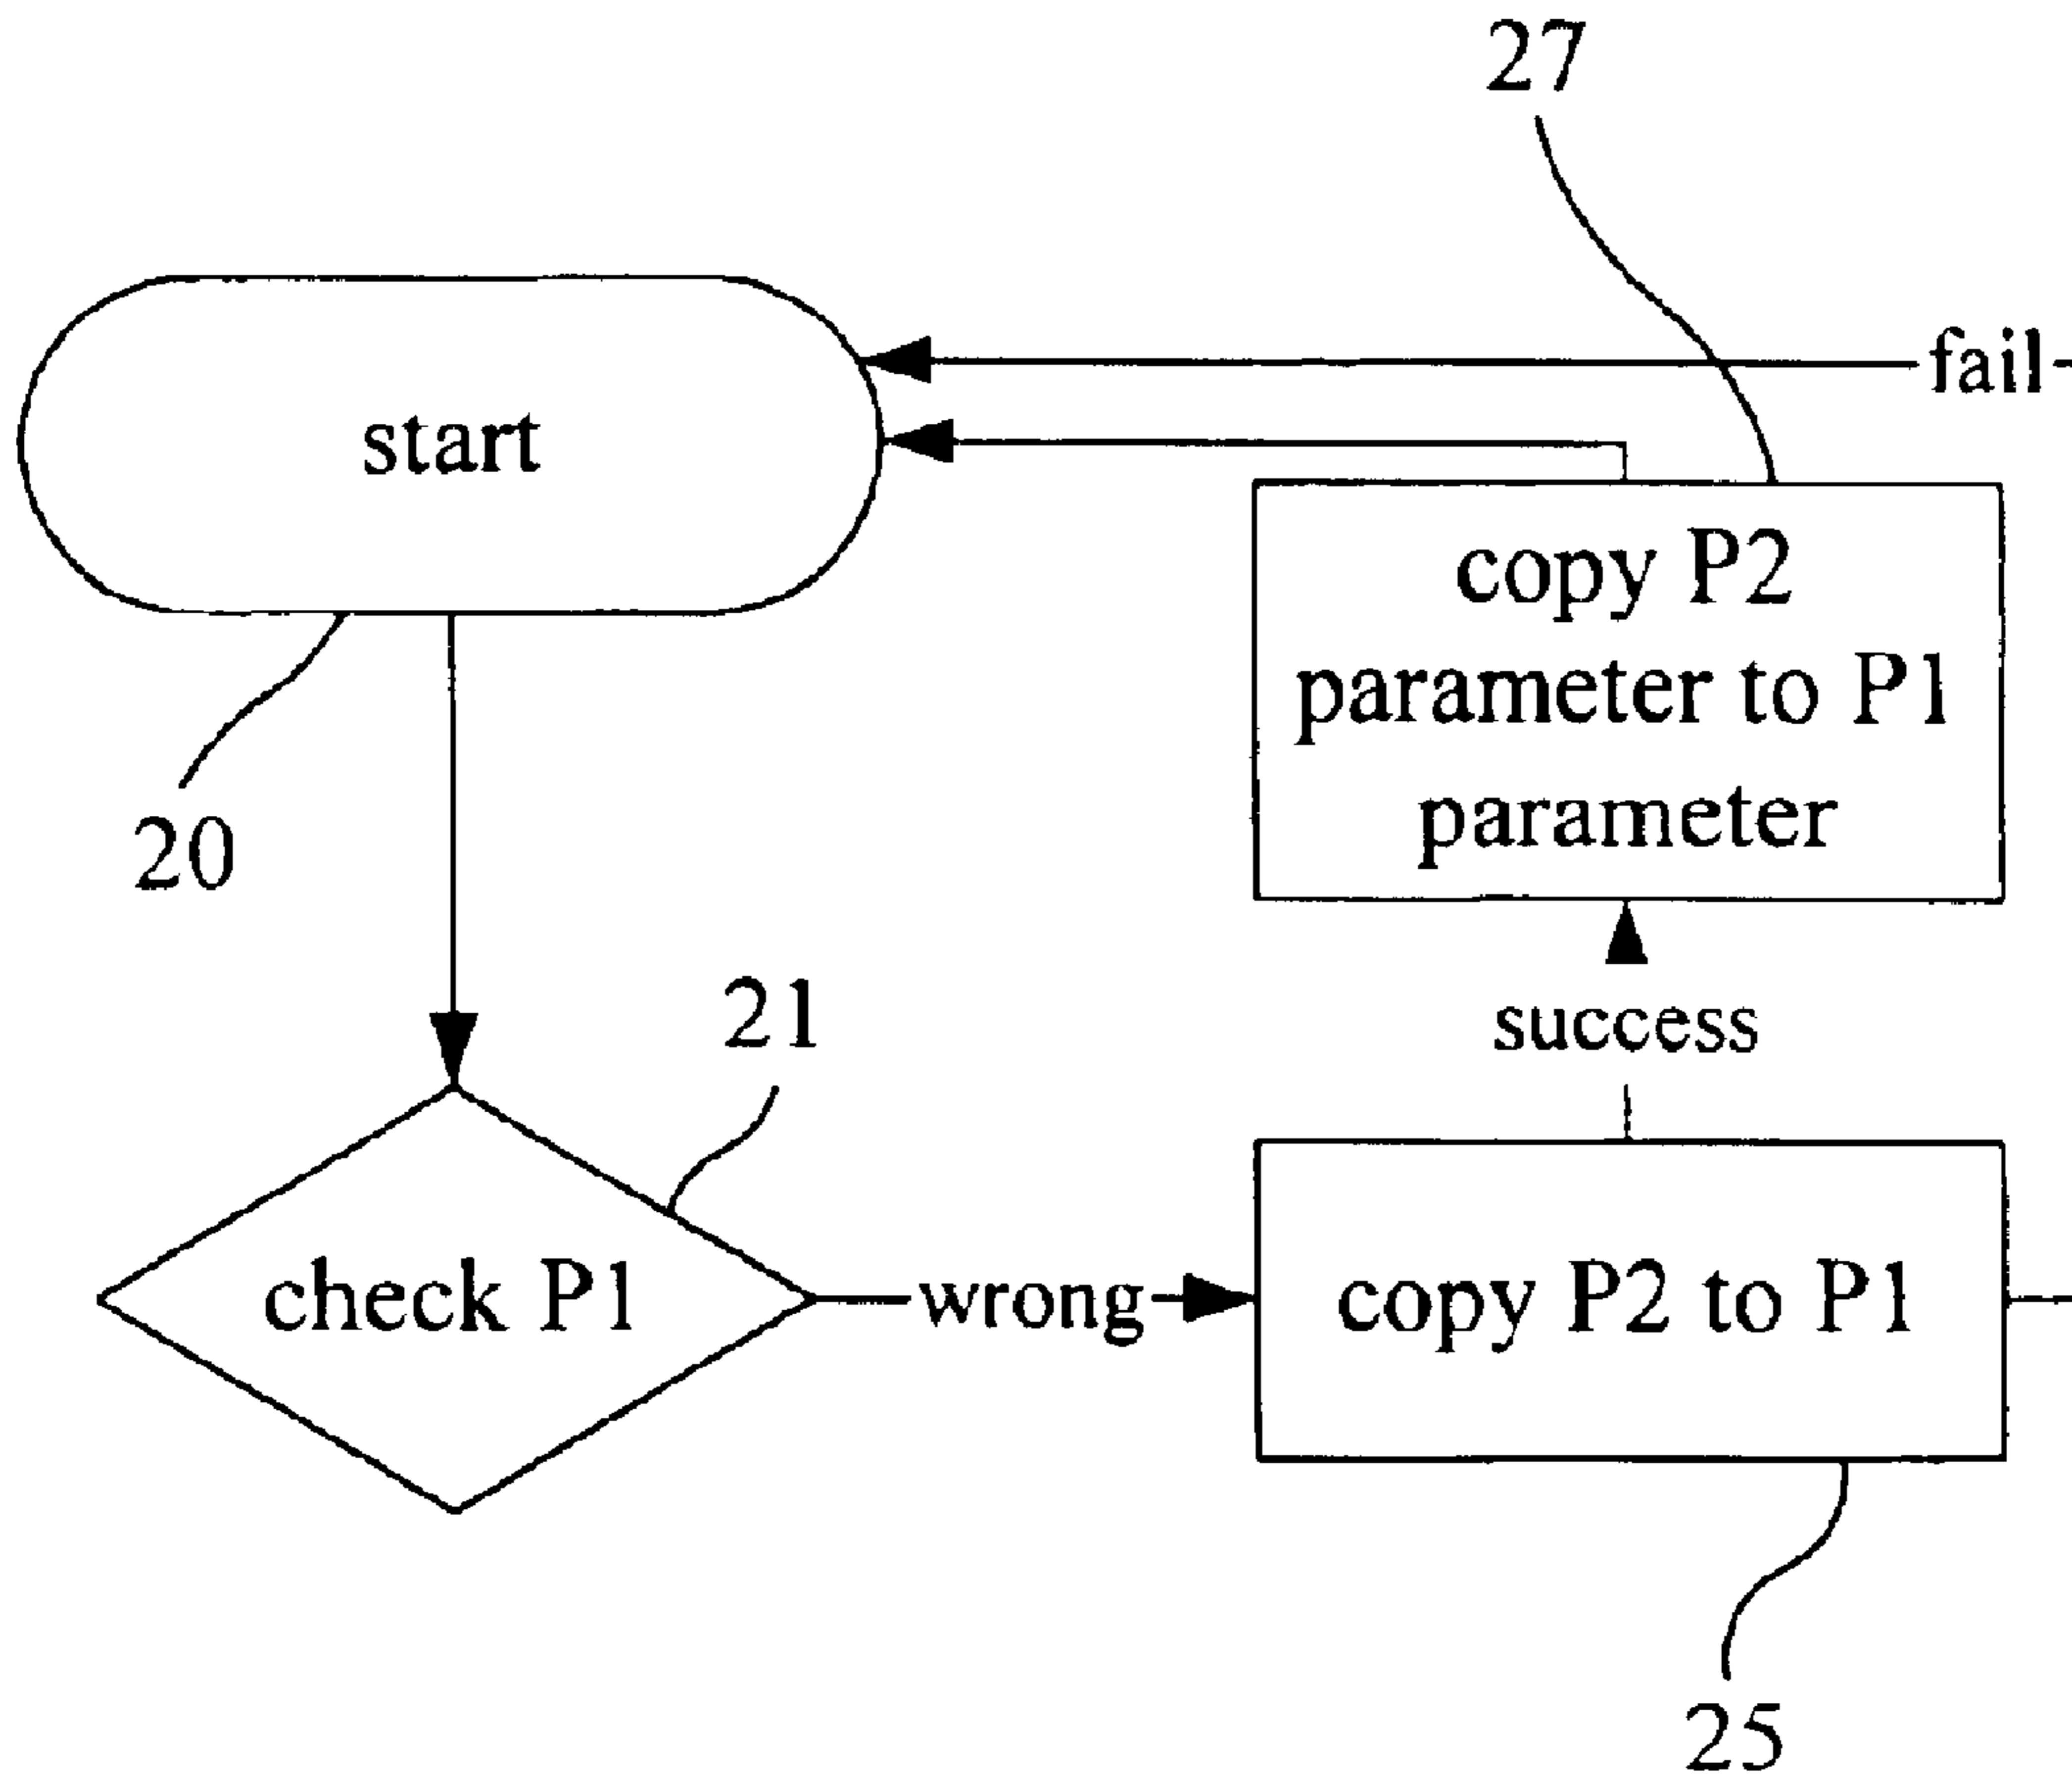 27
fail
start
copy P2
parameter to P1
parameter
20
21
success
check P1
wrong
copy P2 to P1
25